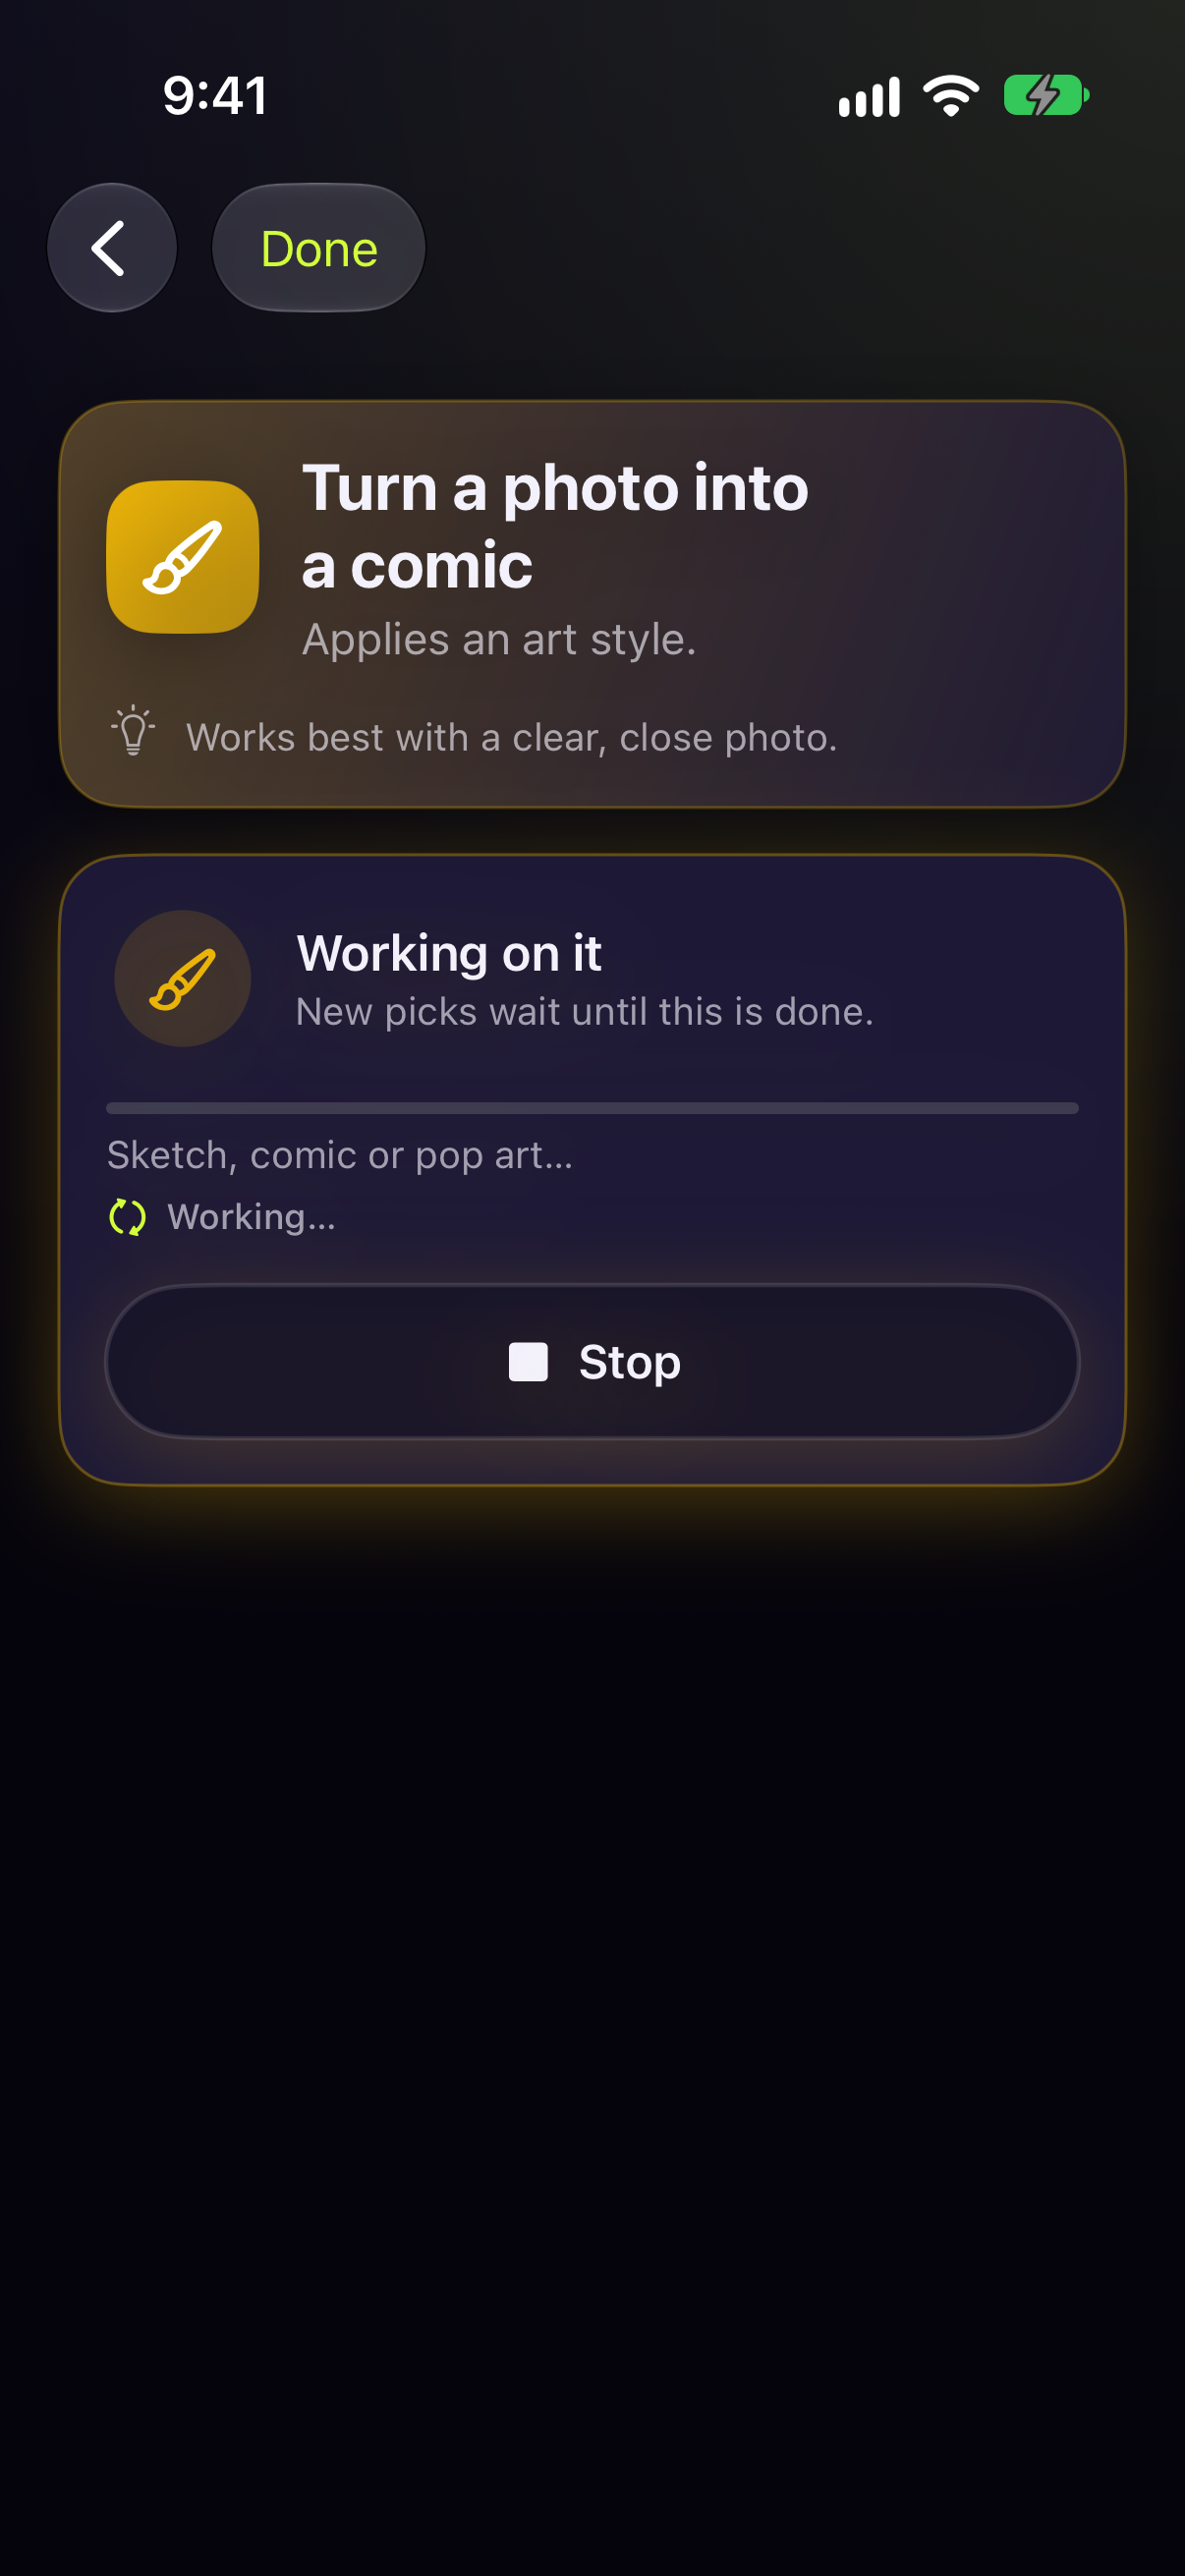 9:41
Done
Turn a photo into
a comic
Applies an art style.
Works best with a clear, close photo.
Working on it
New picks wait until this is done.
Sketch, comic or pop art...
Working...
Stop